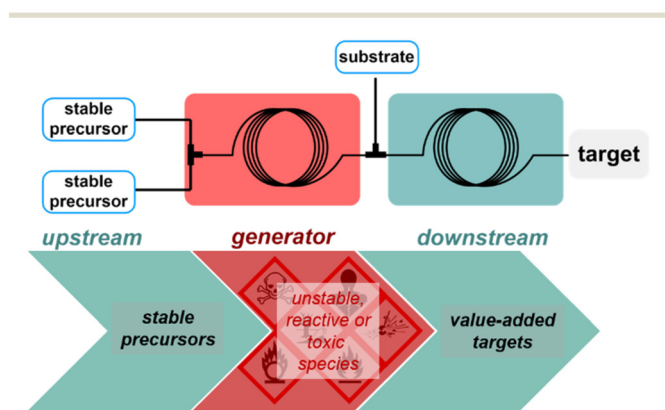 substrate
stable
precursor
stable
precursor
target
upstream
generator
downstream
stable
precursors
unstable,
reactive or
toxic
species
value-added
targets